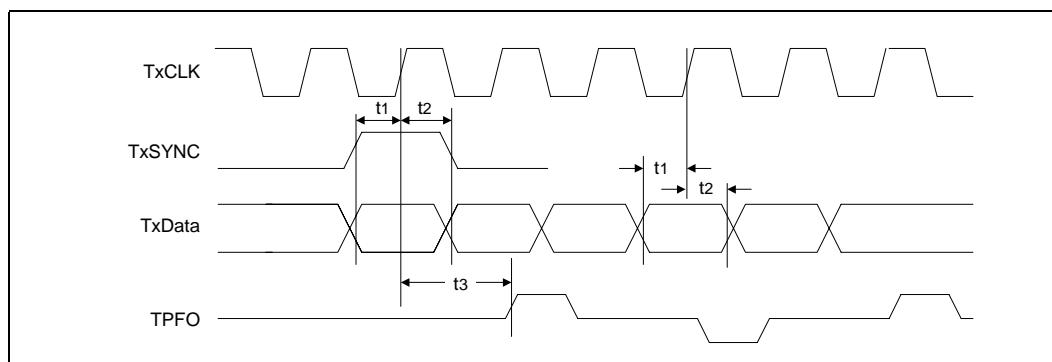 TxCLK
t1 t2
TxSYNC
t1
t2
TxData
t3
TPFO